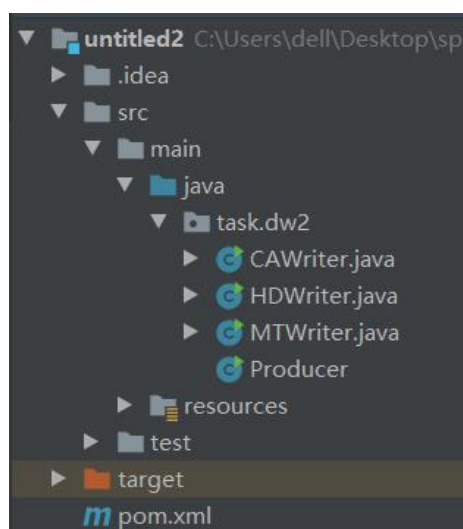 untitled2 C:\Users\dell\Desktop\sp
.idea
src
main
java
task.dw2
CAWriter.java
HDWriter.java
MTWriter.java
Producer
resources
test
target
m pom.xml